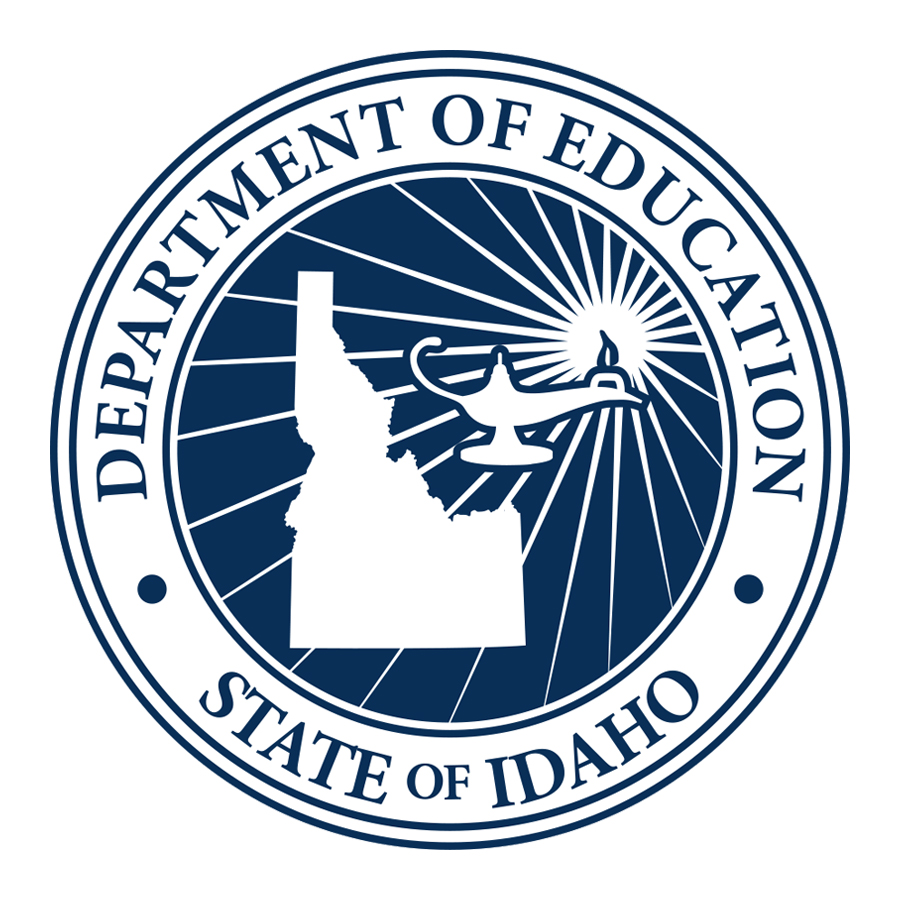 DEPARTMENT OF EDUCATION
STATE OF IDAHO